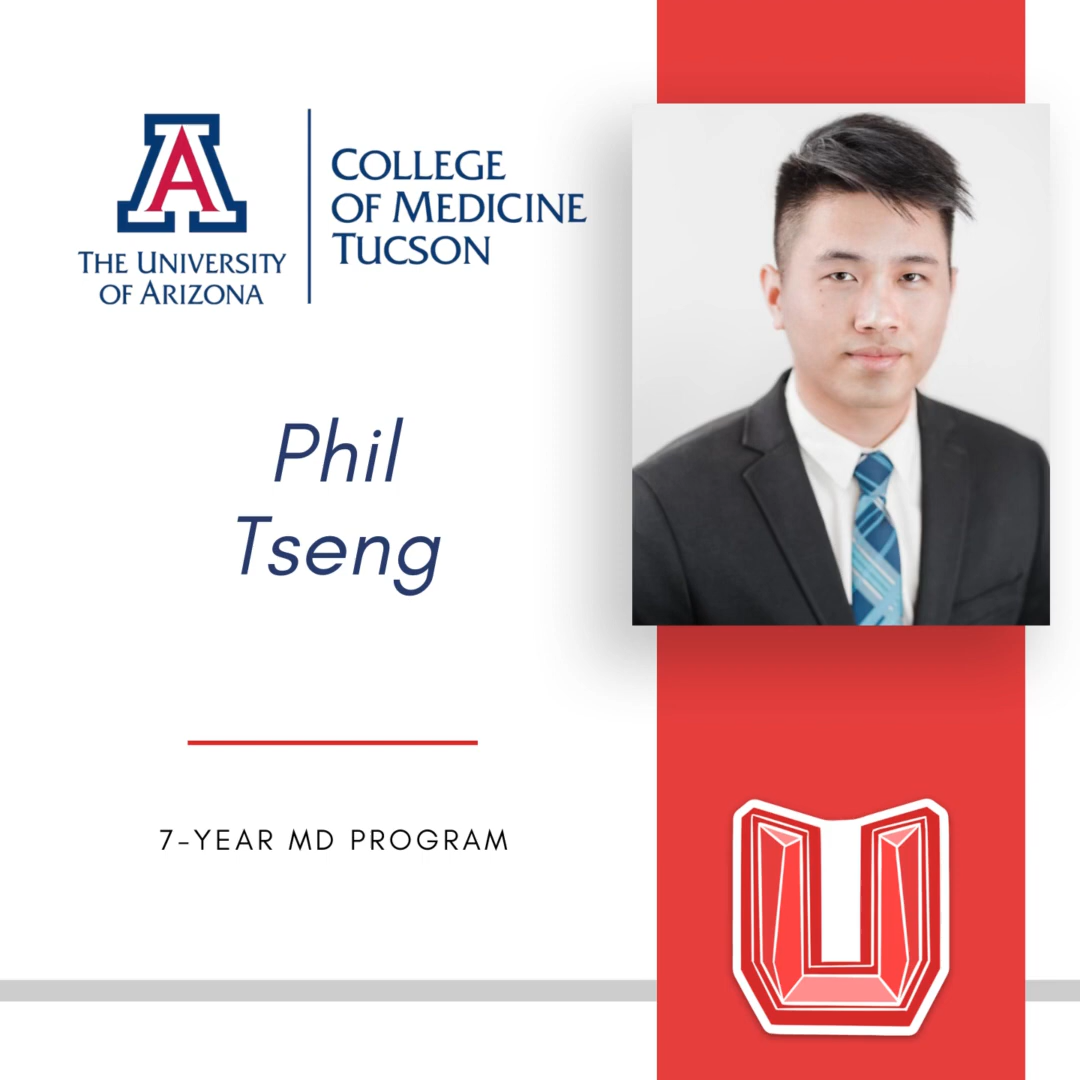 A
THE UNIVERSITY
OF ARIZONA
COLLEGE
OF MEDICINE
TUCSON
Phil
Tseng
7-YEAR MD PROGRAM
U